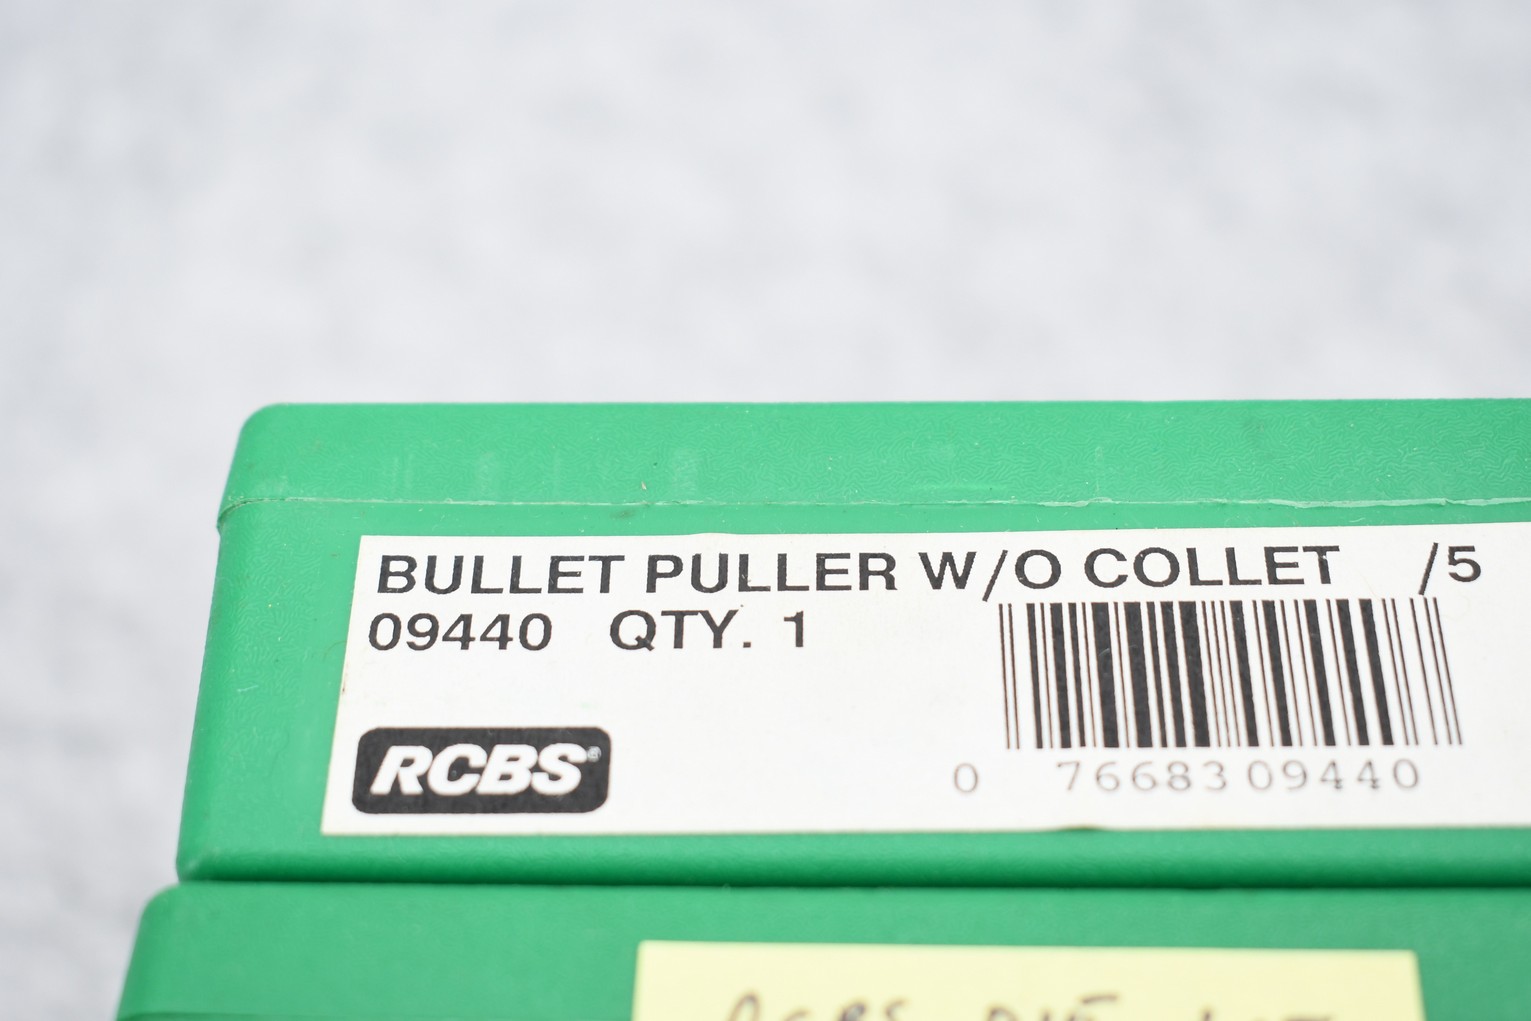 BULLET PULLER W/O COLLET /5
09440 QTY. 1
RCBS®
0 76683 09440